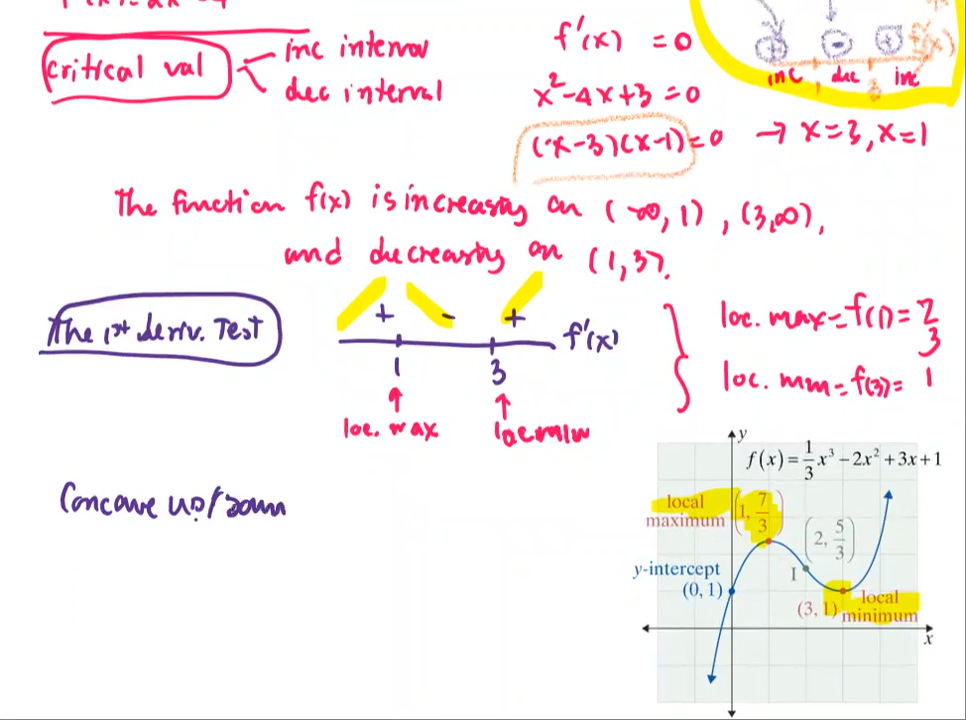 critical val
inc interval
dec interval
f'(x) = 0
x²-4x+3=0
(x-3)(x-1)=0 → x=3, x=1
inc dec inc
The function f(x) is increasing on (-∞, 1), (3,∞),
and decreasing on (1,3).
The 1st deriv. Test
+ - + f'(x)
1 3
loc. max loc min
loc. max = f(1) = 7/3
loc. min = f(3) = 1
Concave up/down
y
f(x) = 1/3 x³ − 2x² + 3x + 1
local
maximum (1, 7/3)
(2, 5/3)
y-intercept
(0, 1)
I
(3, 1) local
minimum
x